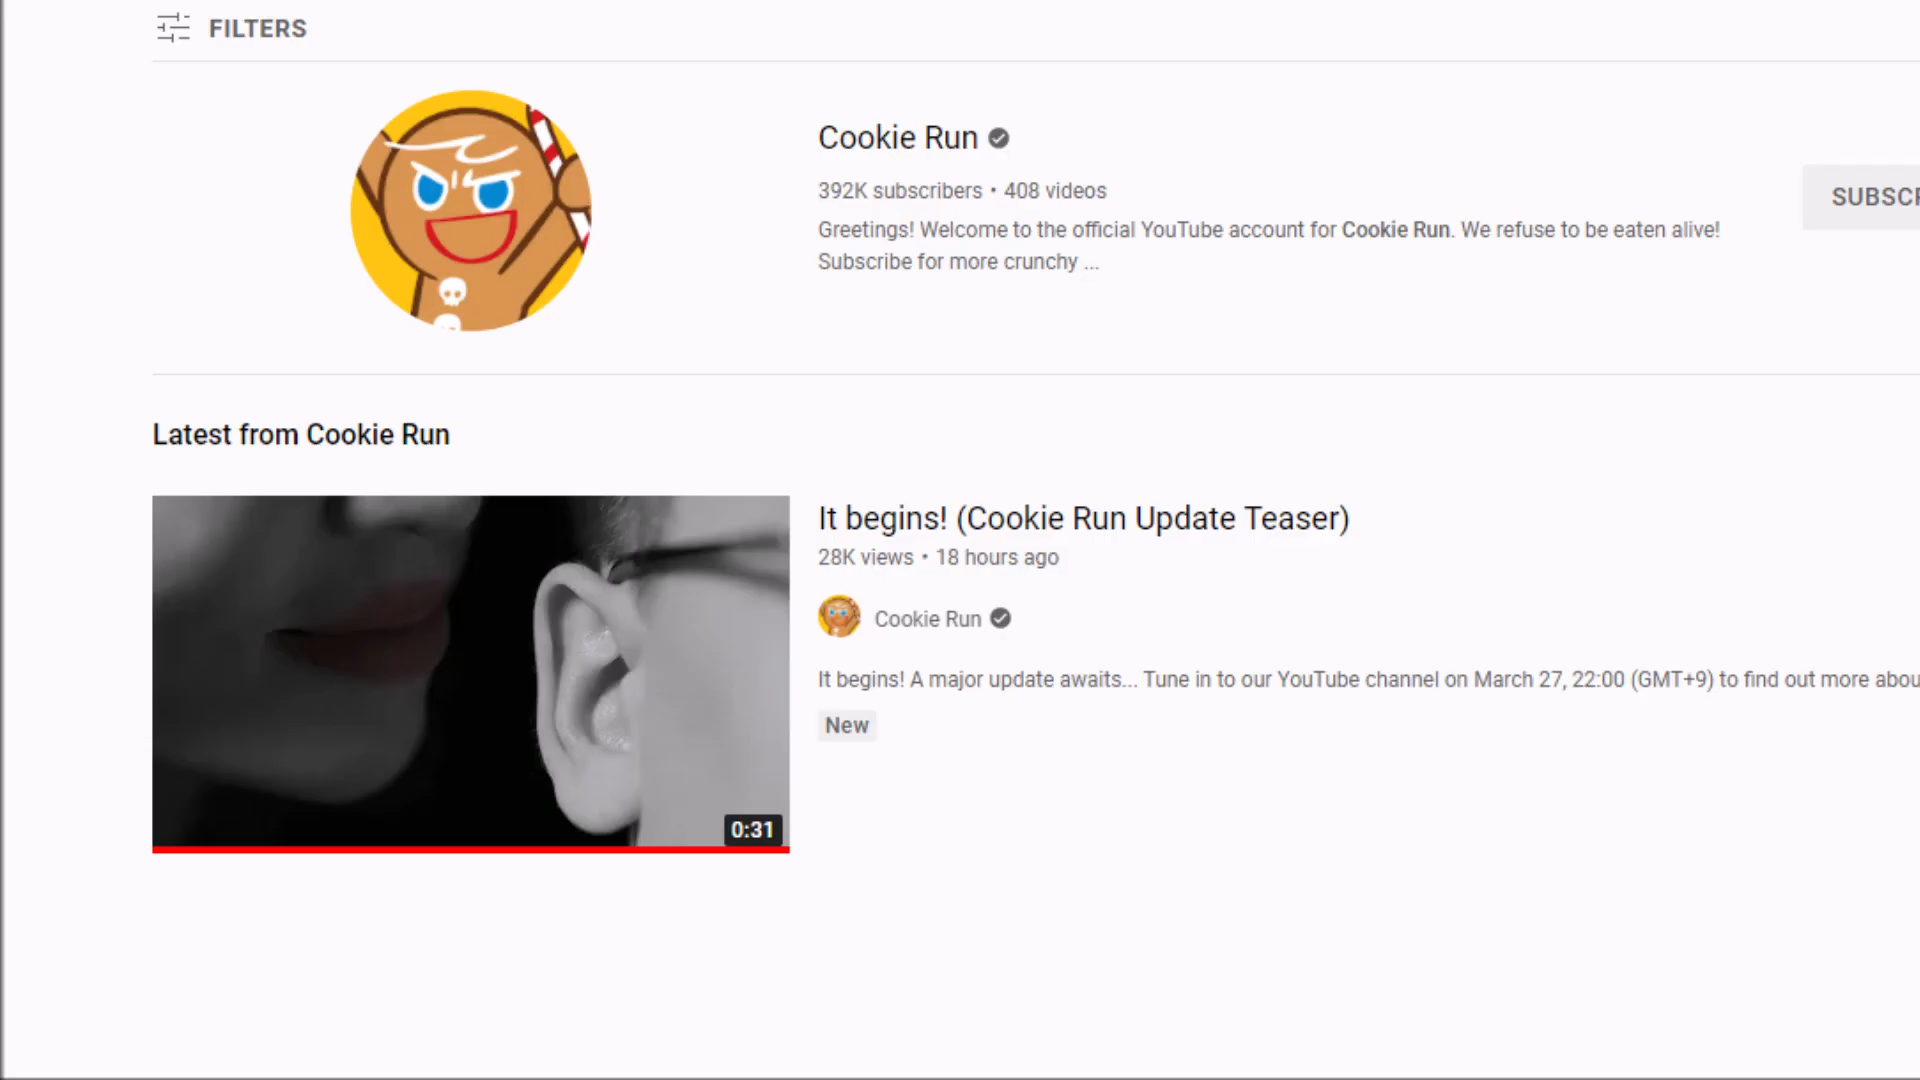 FILTERS
Cookie Run
392K subscribers • 408 videos
SUBSCR
Greetings! Welcome to the official YouTube account for Cookie Run. We refuse to be eaten alive!
Subscribe for more crunchy ...
Latest from Cookie Run
It begins! (Cookie Run Update Teaser)
28K views • 18 hours ago
Cookie Run
It begins! A major update awaits... Tune in to our YouTube channel on March 27, 22:00 (GMT+9) to find out more abou
New
0:31